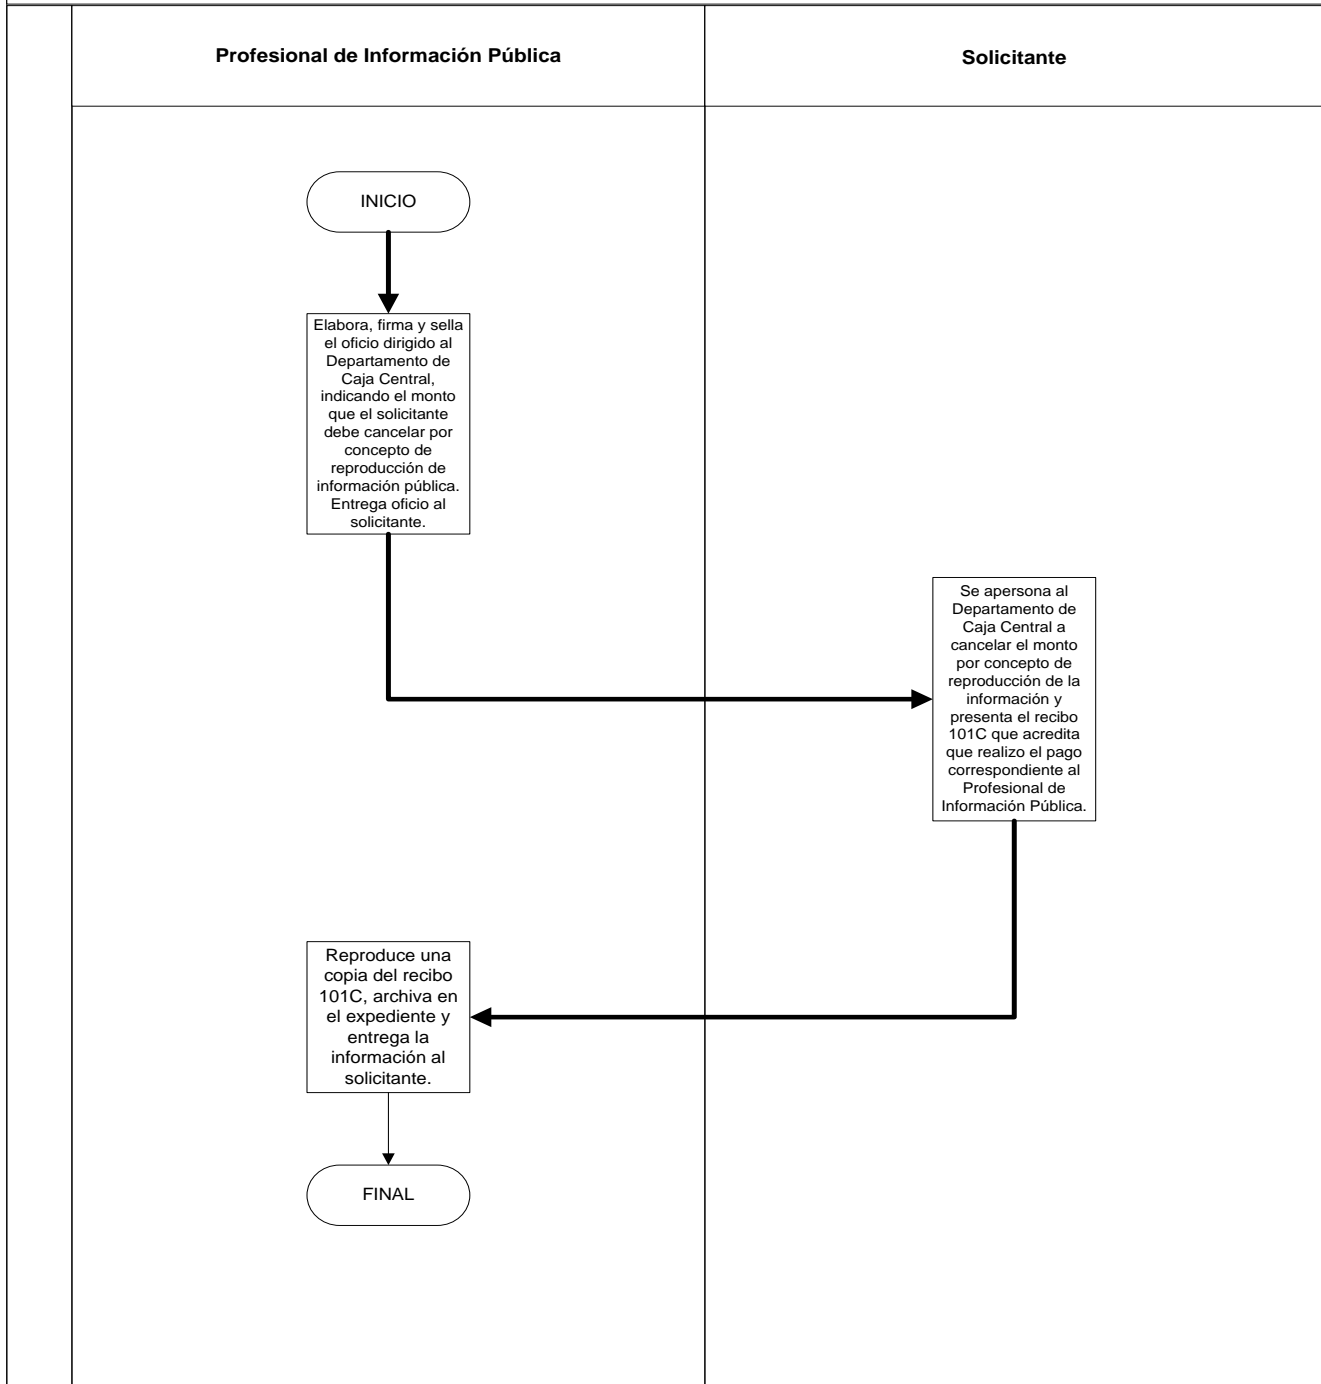 Profesional de Información Pública
Solicitante
INICIO
Elabora, firma y sella
el oficio dirigido al
Departamento de
Caja Central,
indicando el monto
que el solicitante
debe cancelar por
concepto de
reproducción de
información pública.
Entrega oficio al
solicitante.
Se apersona al
Departamento de
Caja Central a
cancelar el monto
por concepto de
reproducción de la
información y
presenta el recibo
101C que acredita
que realizo el pago
correspondiente al
Profesional de
Información Pública.
Reproduce una
copia del recibo
101C, archiva en
el expediente y
entrega la
información al
solicitante.
FINAL